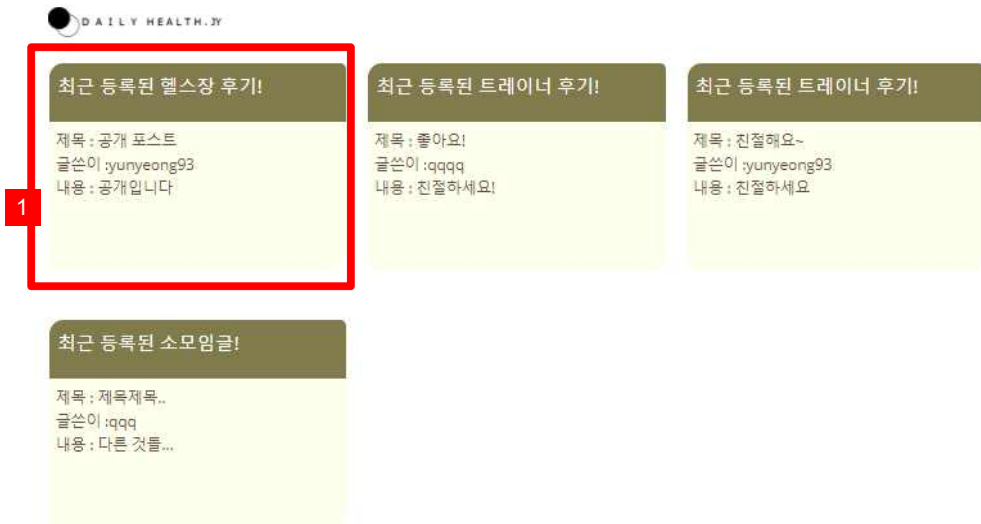 DAILY HEALTH.JY
최근 등록된 헬스장 후기!
제목 : 공개 포스트
글쓴이 :yunyeong93
내용 : 공개입니다
1
최근 등록된 트레이너 후기!
제목 : 좋아요!
글쓴이 :qqqq
내용 : 친절하세요!
최근 등록된 트레이너 후기!
제목 : 친절해요~
글쓴이 :yunyeong93
내용 : 친절하세요
최근 등록된 소모임글!
제목 : 제목제목..
글쓴이 :qqq
내용 : 다른 것들...